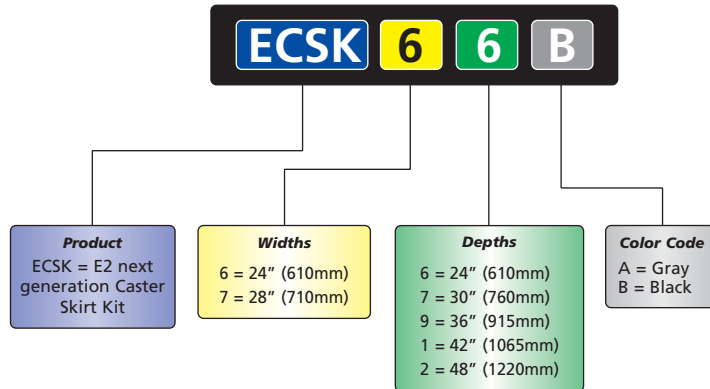 ECSK 6 6 B
Product
ECSK = E2 next
generation Caster
Skirt Kit
Widths
6 = 24” (610mm)
7 = 28” (710mm)
Depths
6 = 24” (610mm)
7 = 30” (760mm)
9 = 36” (915mm)
1 = 42” (1065mm)
2 = 48” (1220mm)
Color Code
A = Gray
B = Black